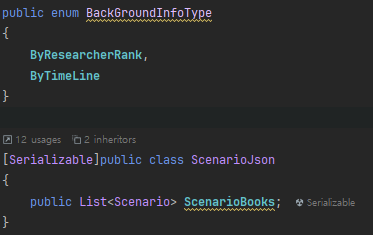 public enum BackGroundInfoType
{
ByResearcherRank,
ByTimeLine
}
12 usages 2 inheritors
[Serializable]public class ScenarioJson
{
public List<Scenario> ScenarioBooks; Serializable
}